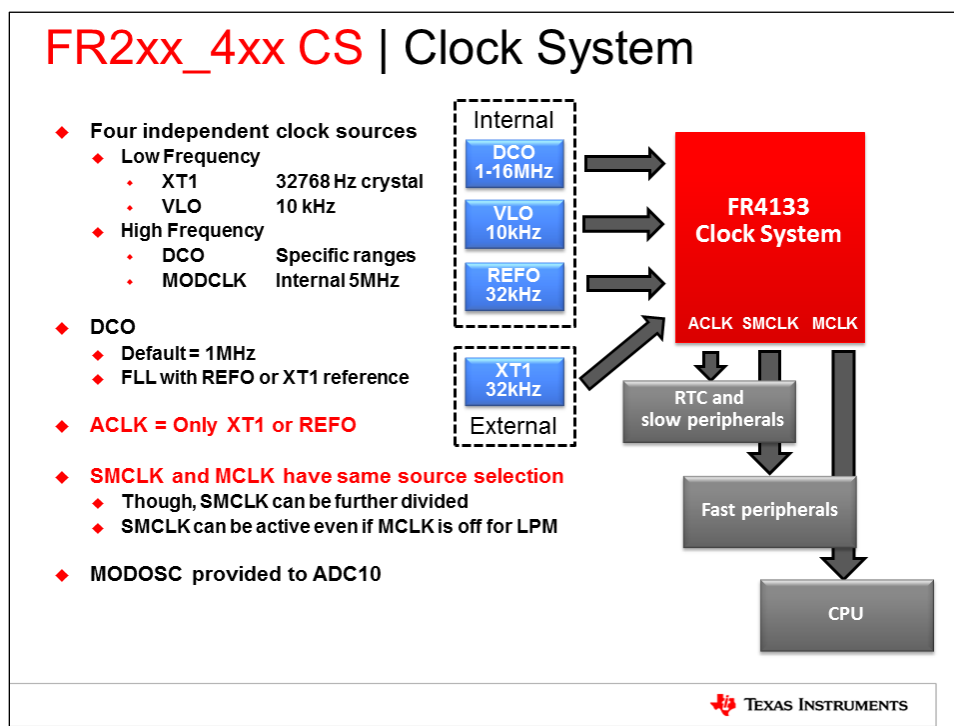 FR2xx_4xx CS | Clock System
Four independent clock sources
Low Frequency
XT1 32768 Hz crystal
VLO 10 kHz
High Frequency
DCO Specific ranges
MODCLK Internal 5MHz
DCO
Default = 1MHz
FLL with REFO or XT1 reference
ACLK = Only XT1 or REFO
SMCLK and MCLK have same source selection
Though, SMCLK can be further divided
SMCLK can be active even if MCLK is off for LPM
MODOSC provided to ADC10
Internal
DCO
1-16MHz
VLO
10kHz
REFO
32kHz
XT1
32kHz
External
FR4133
Clock System
ACLK SMCLK MCLK
RTC and
slow peripherals
Fast peripherals
CPU
TEXAS INSTRUMENTS